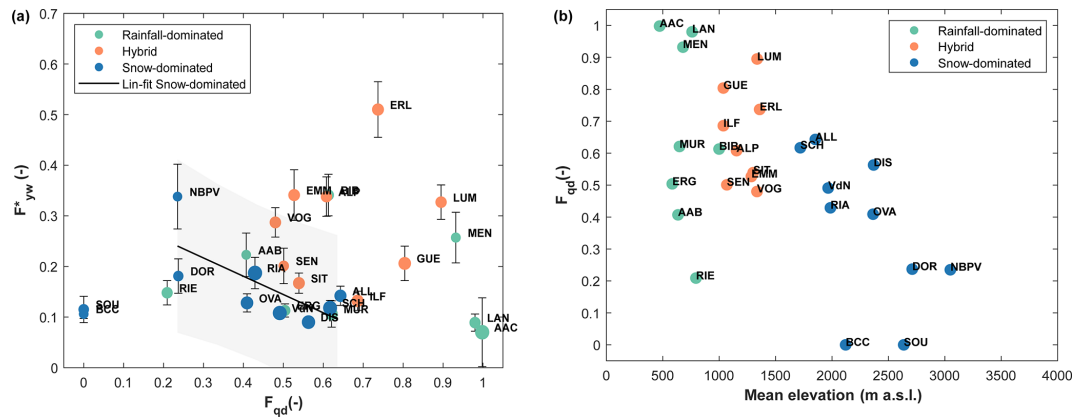 (a)
Rainfall-dominated
Hybrid
Snow-dominated
Lin-fit Snow-dominated
F*yw (-)
0.6
0.5
0.4
0.3
0.2
0.1
0
ERL
NBPV
EMM
BIB
ALP
LUM
VOG
MEN
AAB
SEN
GUE
RIA
DOR
SIT
RIE
ALL
ILF
OVA
ERG
SCH
SOU
BCC
VdN
MUR
DIS
LAN
AAC
0 0.1 0.2 0.3 0.4 0.5 0.6 0.7 0.8 0.9 1
Fqd(-)
(b)
Rainfall-dominated
Hybrid
Snow-dominated
Fqd(-)
1
0.9
0.8
0.7
0.6
0.5
0.4
0.3
0.2
0.1
0
AAC
LAN
MEN
LUM
GUE
ERL
ILF
ALL
MUR
BIB
ALP
SCH
DIS
SIT
EMM
ERG
SEN
VOG
VdN
AAB
RIA
OVA
RIE
DOR
NBPV
BCC
SOU
0 500 1000 1500 2000 2500 3000 3500 4000
Mean elevation (m a.s.l.)